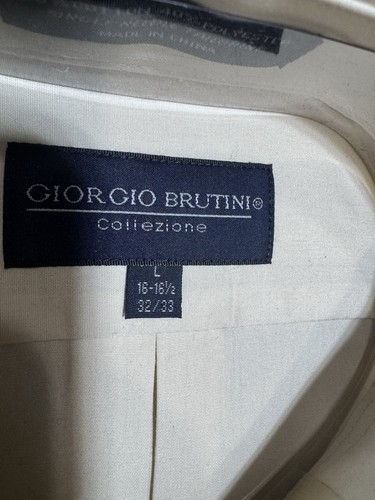 MADE IN CHINA
GIORGIO BRUTINI®
Collezione
L
16-16½
32/33